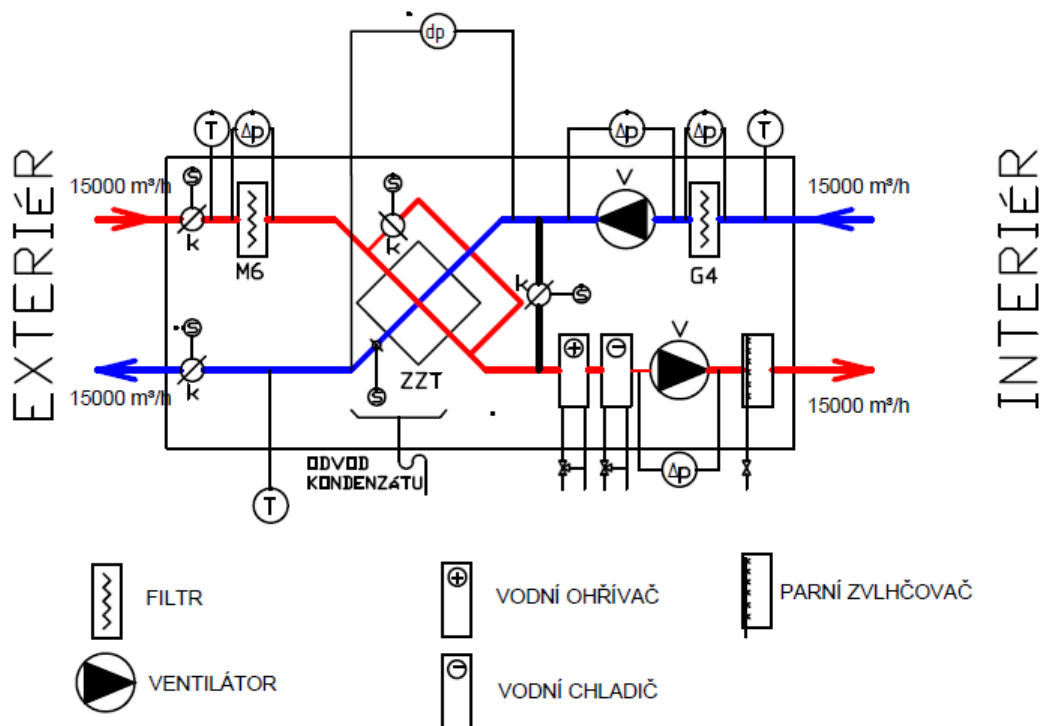 dp
T
Δp
Δp
Δp
T
EXTERIÉR
INTERIÉR
15000 m³/h
Š
Š
V
15000 m³/h
k
M6
k
G4
k
Š
Š
V
k
ZZT
Š
15000 m³/h
15000 m³/h
ODVOD
KONDENZÁTU
Δp
T
FILTR
VODNÍ OHŘÍVAČ
PARNÍ ZVLHČOVAČ
VENTILÁTOR
VODNÍ CHLADIČ